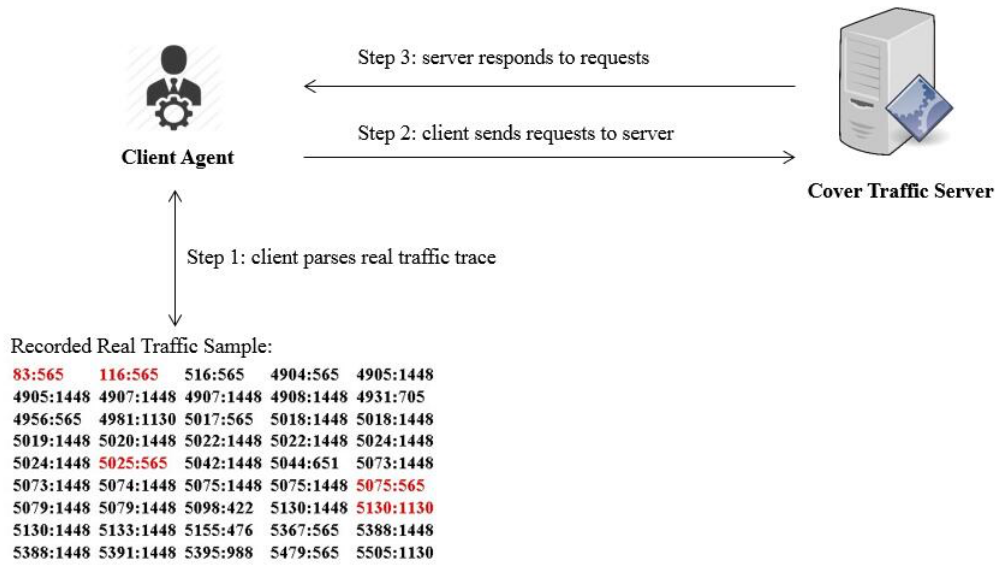 Step 3: server responds to requests
Step 2: client sends requests to server
Client Agent
Cover Traffic Server
Step 1: client parses real traffic trace
Recorded Real Traffic Sample:
83:565 116:565 516:565 4904:565 4905:1448
4905:1448 4907:1448 4907:1448 4908:1448 4931:705
4956:565 4981:1130 5017:565 5018:1448 5018:1448
5019:1448 5020:1448 5022:1448 5022:1448 5024:1448
5024:1448 5025:565 5042:1448 5044:651 5073:1448
5073:1448 5074:1448 5075:1448 5075:1448 5075:565
5079:1448 5079:1448 5098:422 5130:1448 5130:1130
5130:1448 5133:1448 5155:476 5367:565 5388:1448
5388:1448 5391:1448 5395:988 5479:565 5505:1130